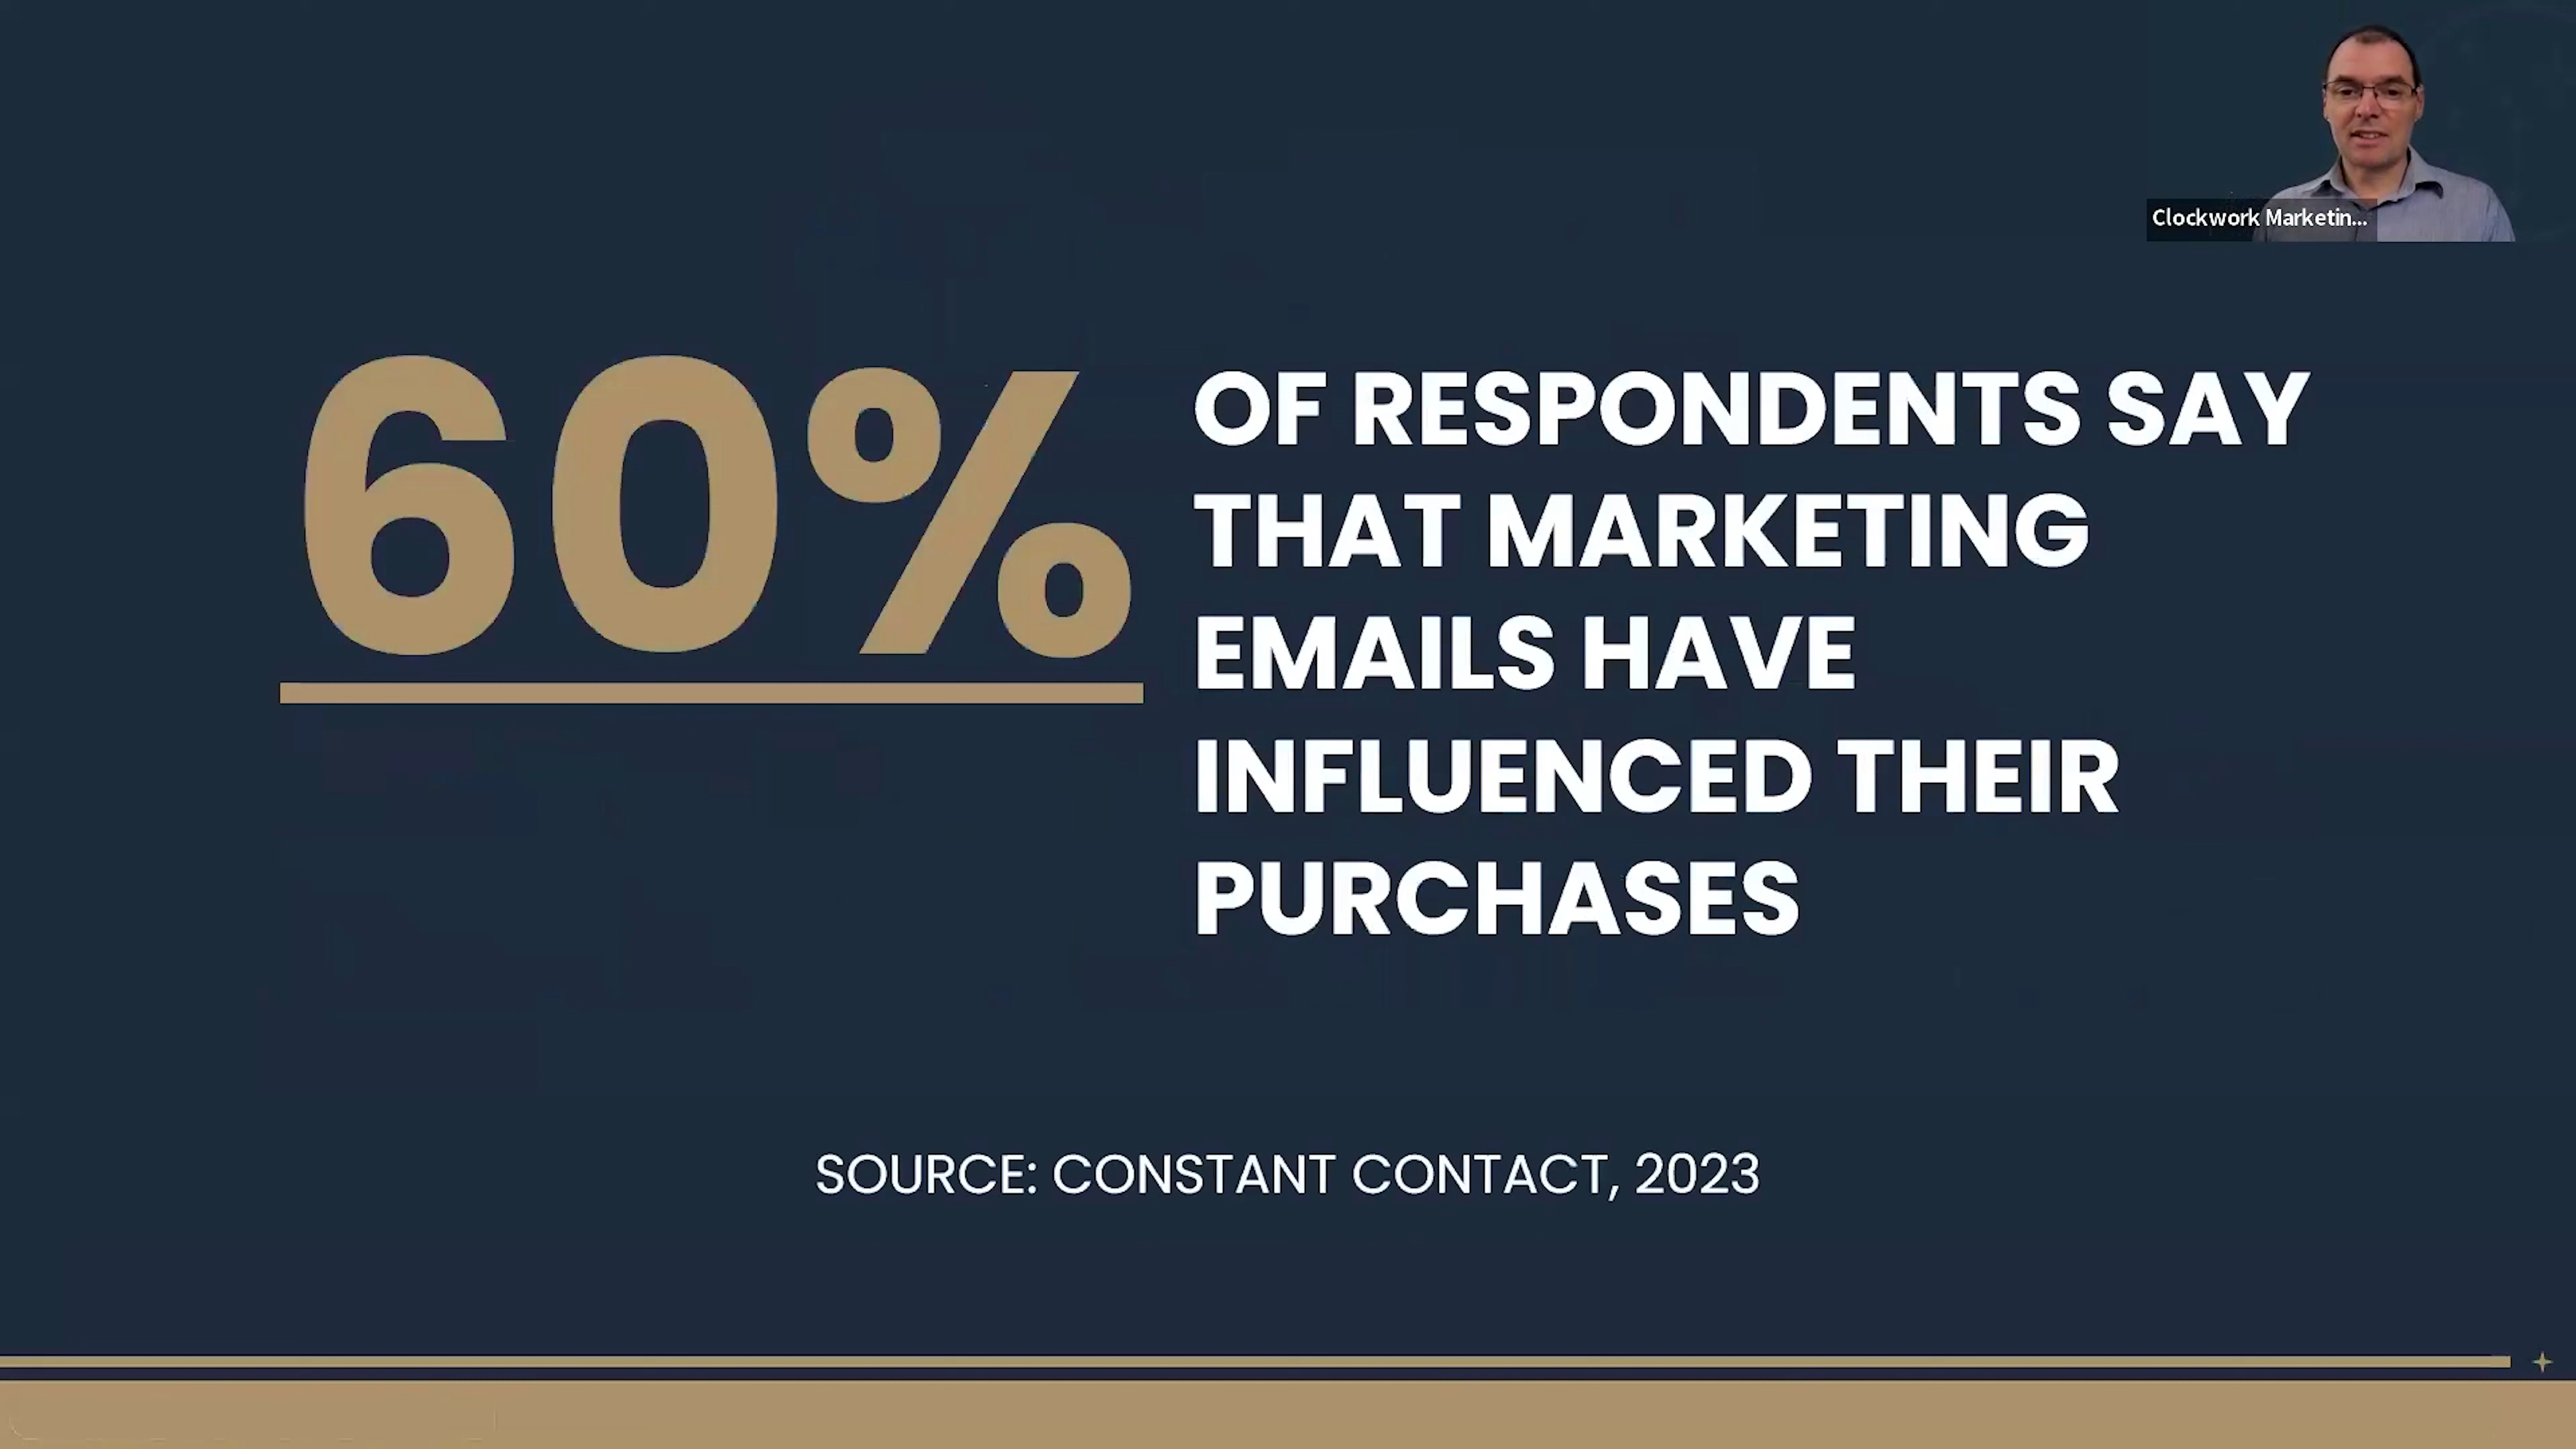 Clockwork Marketin...
60%
OF RESPONDENTS SAY
THAT MARKETING
EMAILS HAVE
INFLUENCED THEIR
PURCHASES
SOURCE: CONSTANT CONTACT, 2023